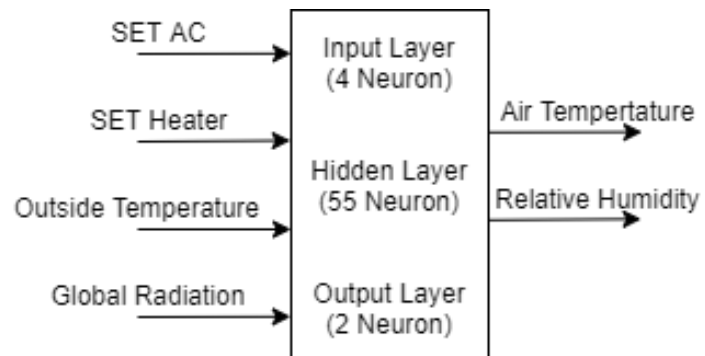 SET AC
SET Heater
Outside Temperature
Global Radiation
Input Layer
(4 Neuron)
Hidden Layer
(55 Neuron)
Output Layer
(2 Neuron)
Air Tempertature
Relative Humidity